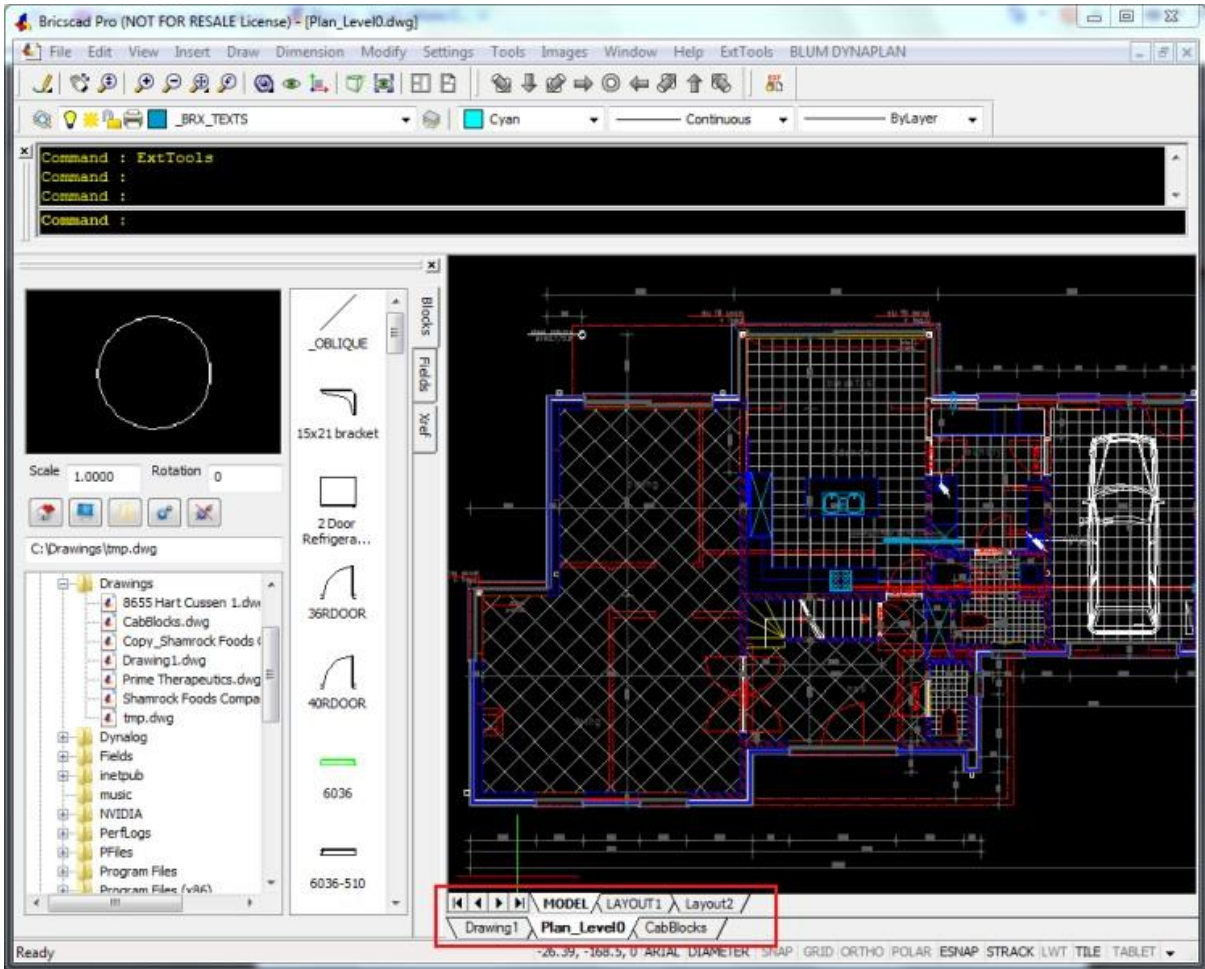 Bricscad Pro (NOT FOR RESALE License) - [Plan_Level0.dwg]
File Edit View Insert Draw Dimension Modify Settings Tools Images Window Help ExtTools BLUM DYNAPLAN
_BRX_TEXTS Cyan Continuous ByLayer
Command : ExtTools
Command :
Command :
Command :
Blocks
Fields
Xref
_OBLIQUE
15x21 bracket
2 Door
Refrigera...
36RDOOR
40RDOOR
6036
6036-510
Scale 1.0000 Rotation 0
C:\Drawings\tmp.dwg
Drawings
8655 Hart Cussen 1.dw
CabBlocks.dwg
Copy_Shamrock Foods C
Drawing1.dwg
Prime Therapeutics.dwg
Shamrock Foods Compa
tmp.dwg
Dynalog
Fields
inetpub
music
NVIDIA
PerfLogs
PFiles
Program Files
Program Files (x86)
MODEL LAYOUT1 Layout2
Drawing1 Plan_Level0 CabBlocks
Ready -26.39, -168.5, 0 ARIAL DIAMETER SNAP GRID ORTHO POLAR ESNAP STRACK LWT TILE TABLET